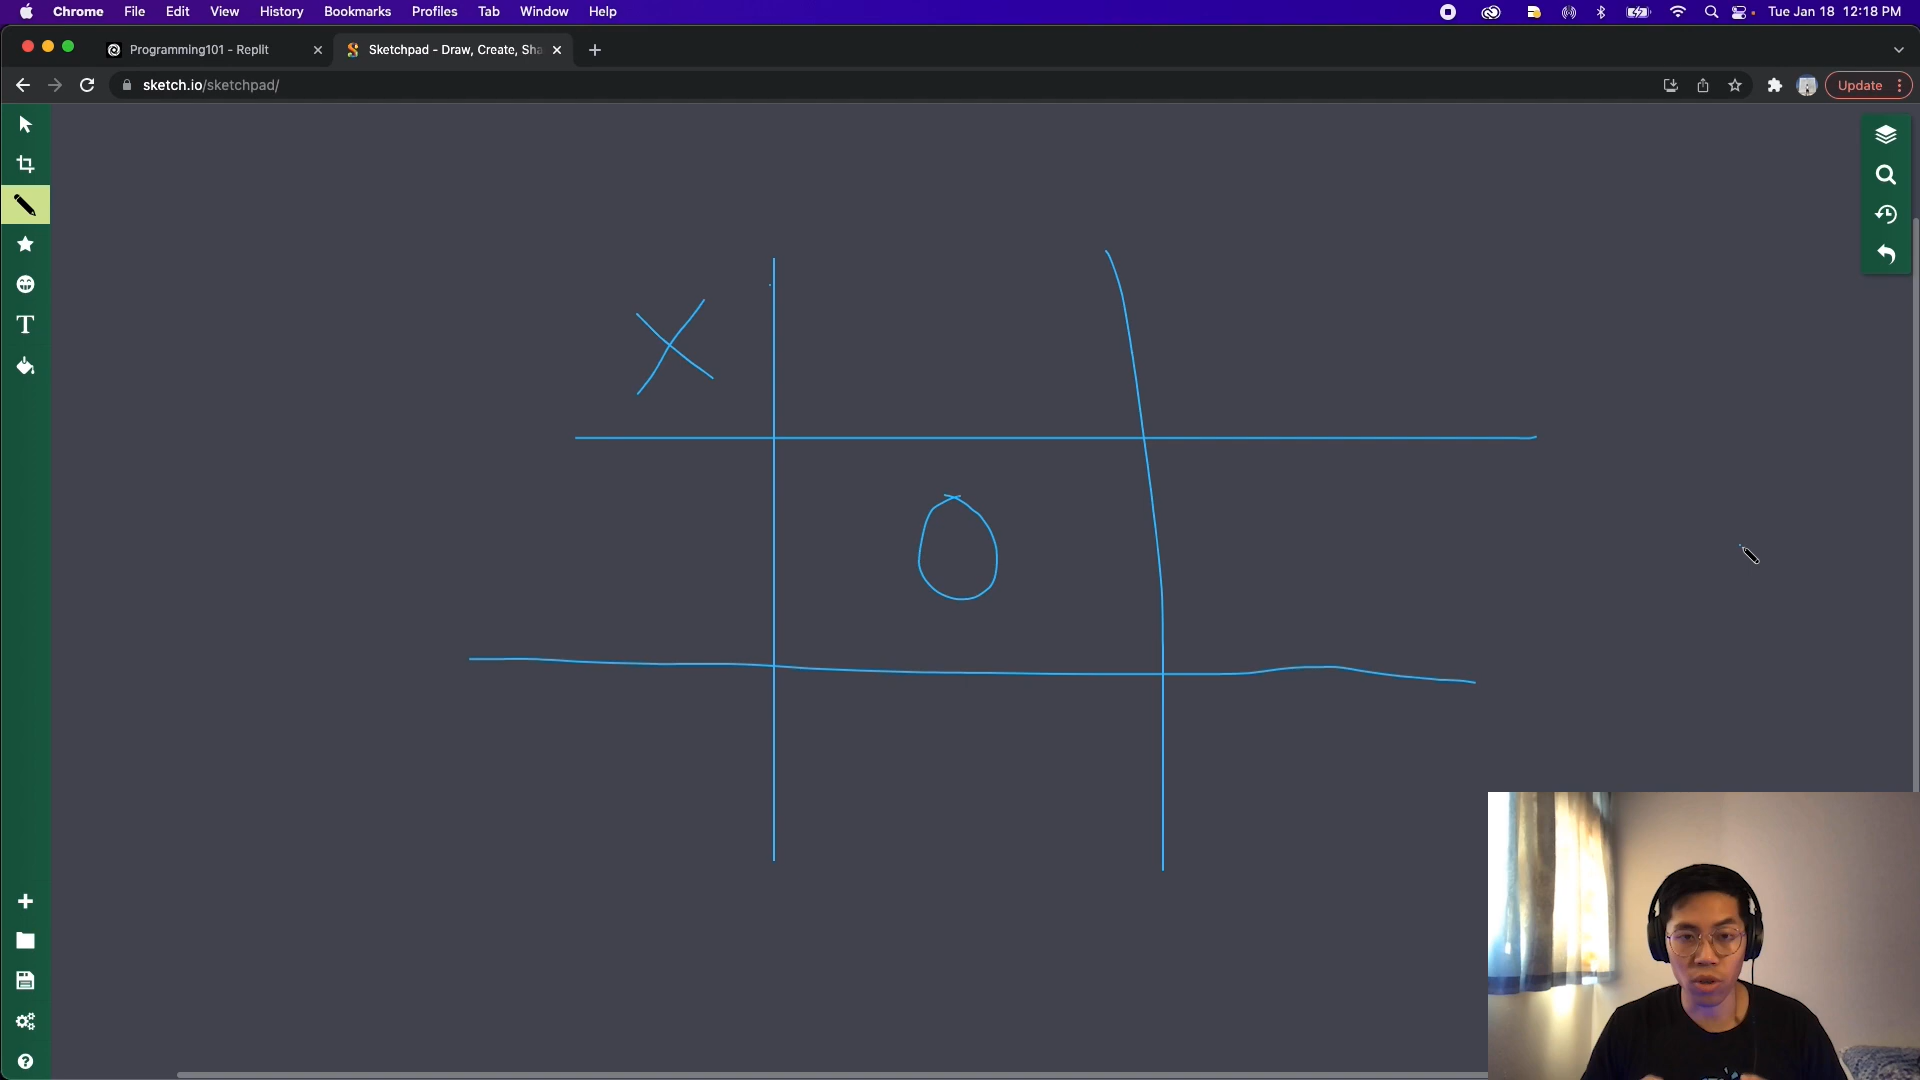 Chrome File Edit View History Bookmarks Profiles Tab Window Help Tue Jan 18 12:18 PM
Programming101 - Replit Sketchpad - Draw, Create, Sha
sketch.io/sketchpad/ Update
T
X
O